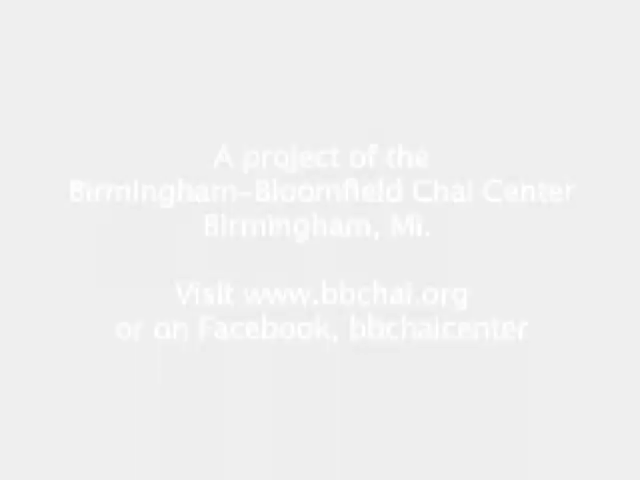 A project of the
Birmingham-Bloomfield Chai Center
Birmingham, Mi.
Visit www.bbchai.org
or on Facebook, bbchaicenter